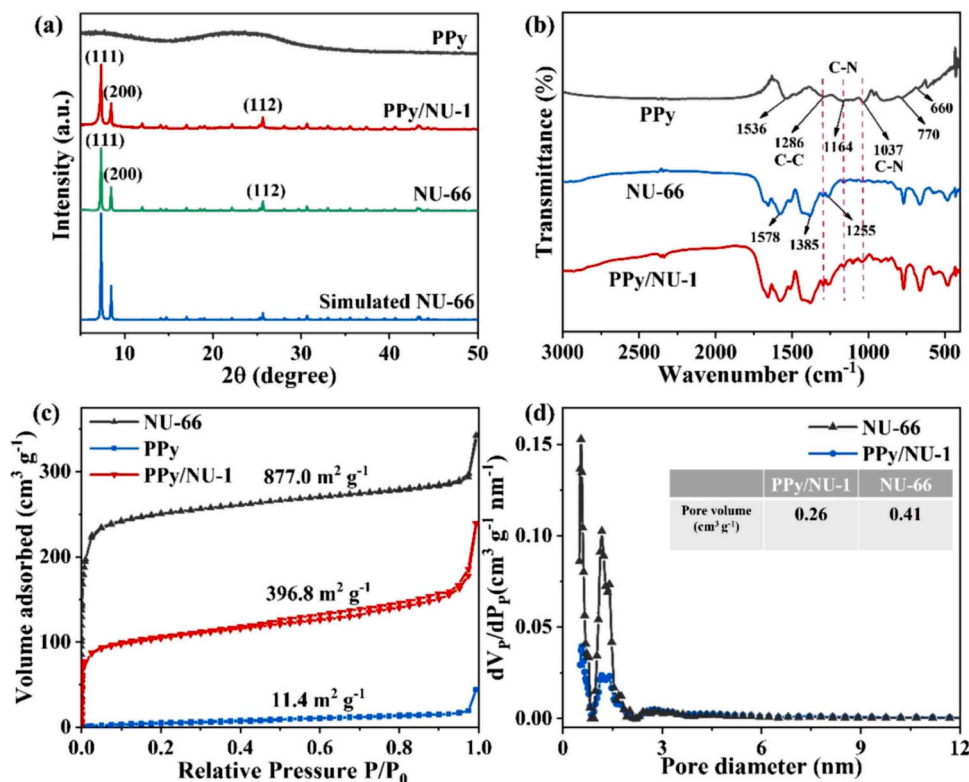 (a)
PPy
(111)
(200)
(112)
PPy/NU-1
(111)
(200)
(112)
NU-66
Simulated NU-66
10
20
30
40
50
2θ (degree)
Intensity (a.u.)
(b)
C-N
PPy
1536
1286
C-C
1164
1037
C-N
770
660
NU-66
1578
1385
1255
PPy/NU-1
3000
2500
2000
1500
1000
500
Wavenumber (cm-1)
Transmittance (%)
(c)
NU-66
PPy
PPy/NU-1
877.0 m2 g-1
396.8 m2 g-1
11.4 m2 g-1
300
200
100
0
0.0
0.2
0.4
0.6
0.8
1.0
Relative Pressure P/P0
Volume adsorbed (cm3 g-1)
(d)
NU-66
PPy/NU-1
PPy/NU-1 NU-66
Pore volume (cm3 g-1) 0.26 0.41
0.15
0.10
0.05
0.00
0
3
6
9
12
Pore diameter (nm)
dVP/dPP(cm3 g-1 nm-1)